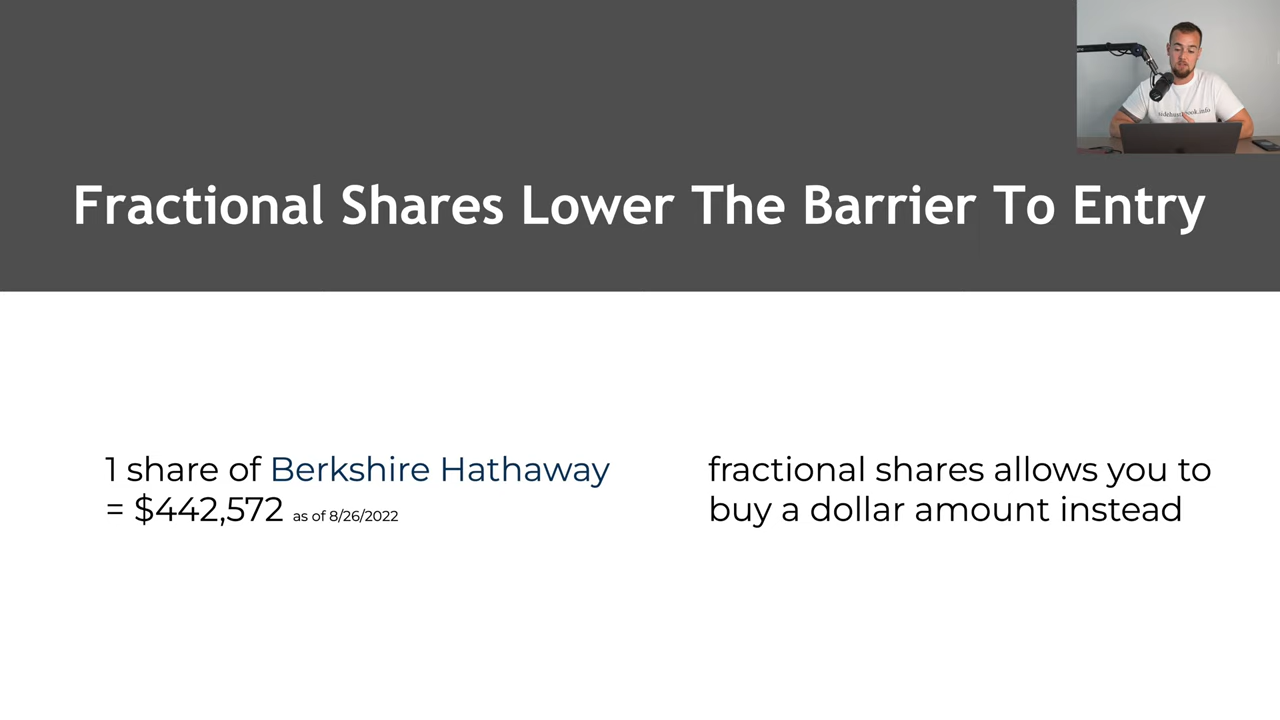 Fractional Shares Lower The Barrier To Entry
1 share of Berkshire Hathaway
= $442,572 as of 8/26/2022
fractional shares allows you to
buy a dollar amount instead